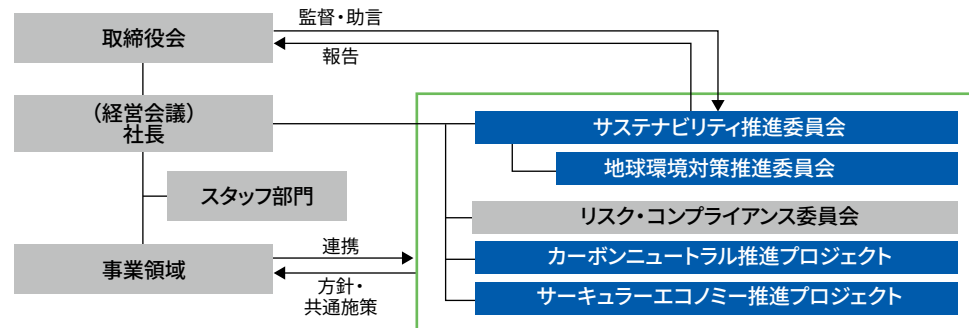 取締役会
監督・助言
報告
（経営会議）
社長
サステナビリティ推進委員会
地球環境対策推進委員会
スタッフ部門
リスク・コンプライアンス委員会
事業領域
連携
方針・
共通施策
カーボンニュートラル推進プロジェクト
サーキュラーエコノミー推進プロジェクト